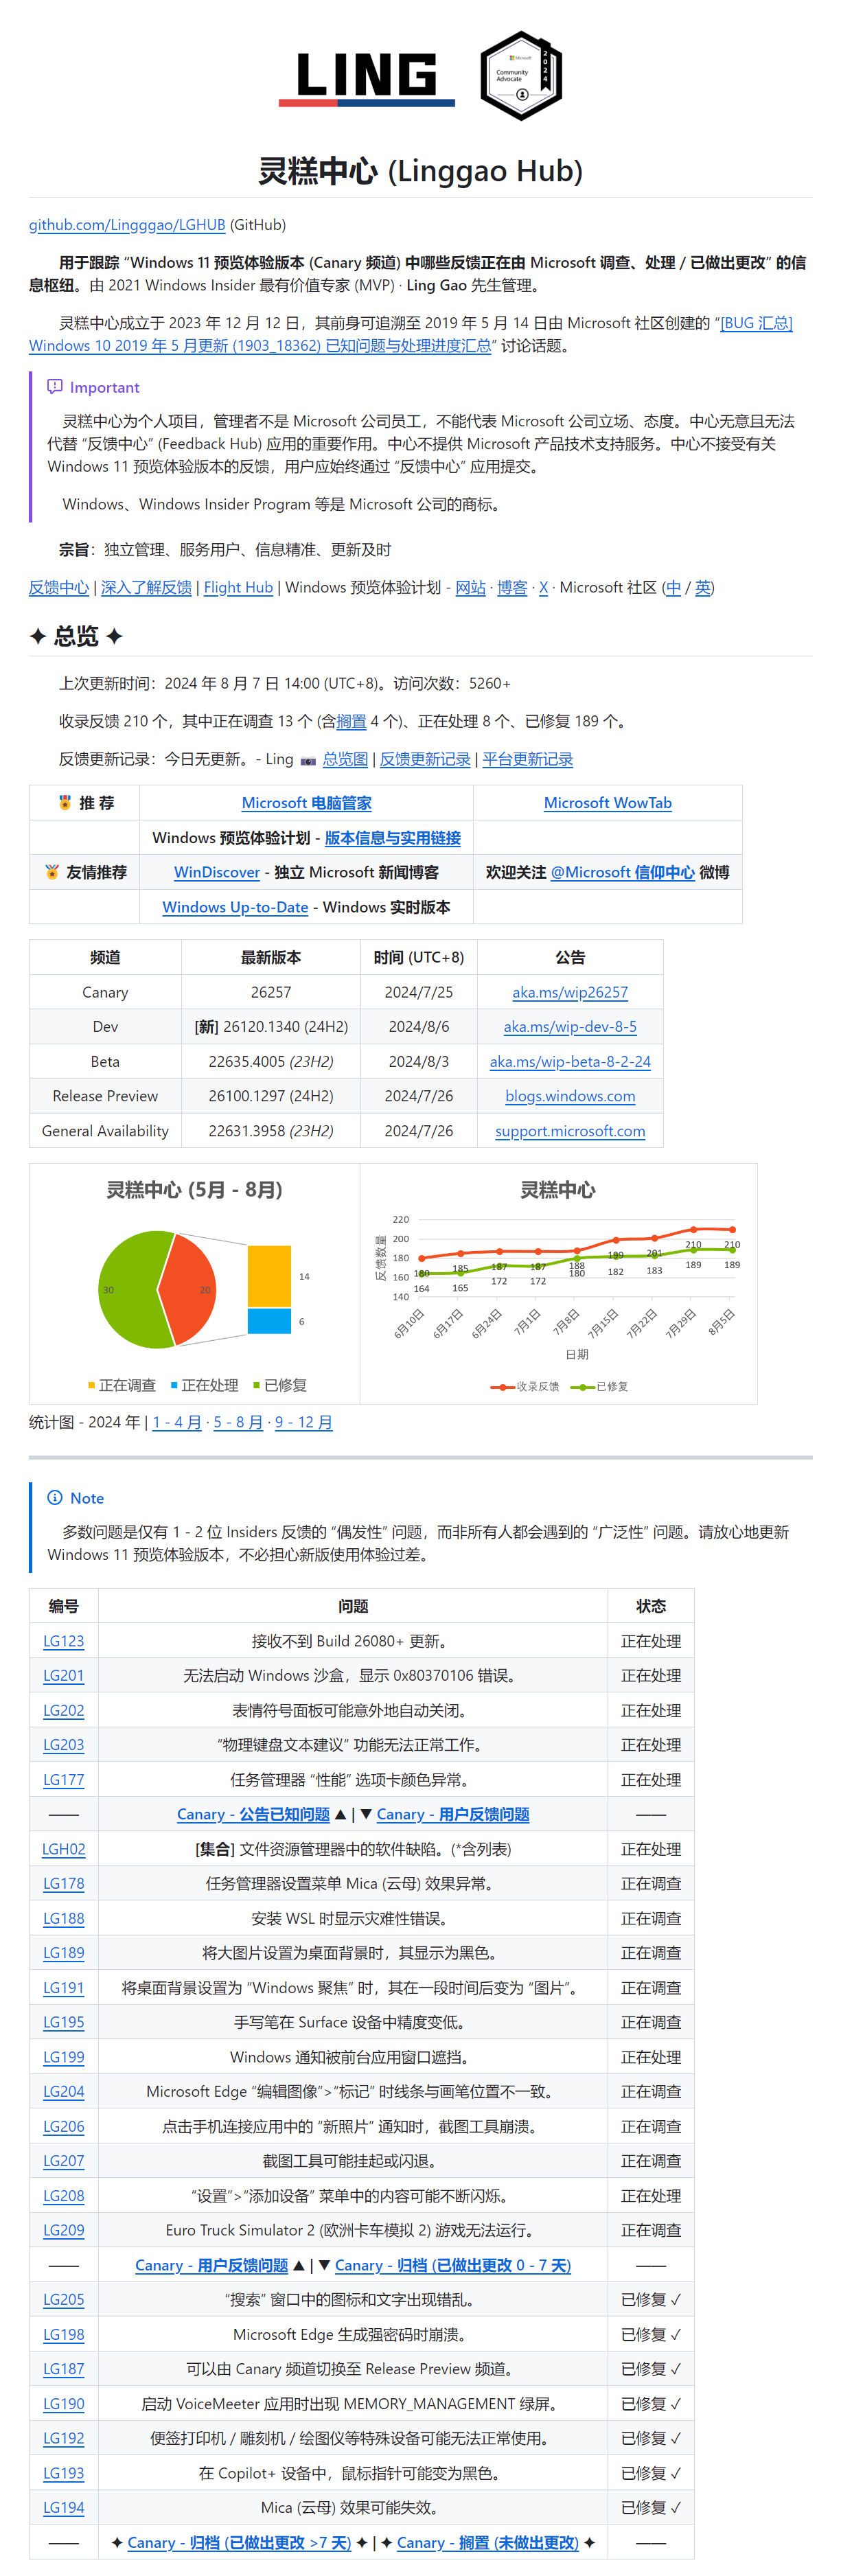 LING
Microsoft
Community
Advocate
2024
灵糕中心 (Linggao Hub)
github.com/Lingggao/LGHUB (GitHub)
用于跟踪 “Windows 11 预览体验版本 (Canary 频道) 中哪些反馈正在由 Microsoft 调查、处理 / 已做出更改” 的信
息枢纽。由 2021 Windows Insider 最有价值专家 (MVP) · Ling Gao 先生管理。
灵糕中心成立于 2023 年 12 月 12 日，其前身可追溯至 2019 年 5 月 14 日由 Microsoft 社区创建的 “[BUG 汇总]
Windows 10 2019 年 5 月更新 (1903_18362) 已知问题与处理进度汇总” 讨论话题。
Important
灵糕中心为个人项目，管理者不是 Microsoft 公司员工，不能代表 Microsoft 公司立场、态度。中心无意且无法
代替 “反馈中心” (Feedback Hub) 应用的重要作用。中心不提供 Microsoft 产品技术支持服务。中心不接受有关
Windows 11 预览体验版本的反馈，用户应始终通过 “反馈中心” 应用提交。
Windows、Windows Insider Program 等是 Microsoft 公司的商标。
宗旨：独立管理、服务用户、信息精准、更新及时
反馈中心 | 深入了解反馈 | Flight Hub | Windows 预览体验计划 - 网站 · 博客 · X · Microsoft 社区 (中 / 英)
✦ 总览 ✦
上次更新时间：2024 年 8 月 7 日 14:00 (UTC+8)。访问次数：5260+
收录反馈 210 个，其中正在调查 13 个 (含搁置 4 个)、正在处理 8 个、已修复 189 个。
反馈更新记录：今日无更新。- Ling 📷 总览图 | 反馈更新记录 | 平台更新记录
🏅 推 荐 Microsoft 电脑管家 Microsoft WowTab
Windows 预览体验计划 - 版本信息与实用链接
🏅 友情推荐 WinDiscover - 独立 Microsoft 新闻博客 欢迎关注 @Microsoft 信仰中心 微博
Windows Up-to-Date - Windows 实时版本
频道 最新版本 时间 (UTC+8) 公告
Canary 26257 2024/7/25 aka.ms/wip26257
Dev [新] 26120.1340 (24H2) 2024/8/6 aka.ms/wip-dev-8-5
Beta 22635.4005 (23H2) 2024/8/3 aka.ms/wip-beta-8-2-24
Release Preview 26100.1297 (24H2) 2024/7/26 blogs.windows.com
General Availability 22631.3958 (23H2) 2024/7/26 support.microsoft.com
灵糕中心 (5月 - 8月)
30 20 14 6
正在调查 正在处理 已修复
灵糕中心
反馈数量
220
200
180
160
140
180 185 187 187 188 199 201 210 210
164 165 172 172 180 182 183 189 189
6月10日 6月17日 6月24日 7月1日 7月8日 7月15日 7月22日 7月29日 8月5日
日期
收录反馈 已修复
统计图 - 2024 年 | 1 - 4 月 · 5 - 8 月 · 9 - 12 月
Note
多数问题是仅有 1 - 2 位 Insiders 反馈的 “偶发性” 问题，而非所有人都会遇到的 “广泛性” 问题。请放心地更新
Windows 11 预览体验版本，不必担心新版使用体验过差。
编号 问题 状态
LG123 接收不到 Build 26080+ 更新。 正在处理
LG201 无法启动 Windows 沙盒，显示 0x80370106 错误。 正在处理
LG202 表情符号面板可能意外地自动关闭。 正在处理
LG203 “物理键盘文本建议” 功能无法正常工作。 正在处理
LG177 任务管理器 “性能” 选项卡颜色异常。 正在处理
—— Canary - 公告已知问题 ▲ | ▼ Canary - 用户反馈问题 ——
LGH02 [集合] 文件资源管理器中的软件缺陷。(*含列表) 正在处理
LG178 任务管理器设置菜单 Mica (云母) 效果异常。 正在调查
LG188 安装 WSL 时显示灾难性错误。 正在调查
LG189 将大图片设置为桌面背景时，其显示为黑色。 正在调查
LG191 将桌面背景设置为 “Windows 聚焦” 时，其在一段时间后变为 “图片”。 正在调查
LG195 手写笔在 Surface 设备中精度变低。 正在调查
LG199 Windows 通知被前台应用窗口遮挡。 正在处理
LG204 Microsoft Edge “编辑图像”>“标记” 时线条与画笔位置不一致。 正在调查
LG206 点击手机连接应用中的 “新照片” 通知时，截图工具崩溃。 正在调查
LG207 截图工具可能挂起或闪退。 正在调查
LG208 “设置”>“添加设备” 菜单中的内容可能不断闪烁。 正在处理
LG209 Euro Truck Simulator 2 (欧洲卡车模拟 2) 游戏无法运行。 正在调查
—— Canary - 用户反馈问题 ▲ | ▼ Canary - 归档 (已做出更改 0 - 7 天) ——
LG205 “搜索” 窗口中的图标和文字出现错乱。 已修复 ✓
LG198 Microsoft Edge 生成强密码时崩溃。 已修复 ✓
LG187 可以由 Canary 频道切换至 Release Preview 频道。 已修复 ✓
LG190 启动 VoiceMeeter 应用时出现 MEMORY_MANAGEMENT 绿屏。 已修复 ✓
LG192 便签打印机 / 雕刻机 / 绘图仪等特殊设备可能无法正常使用。 已修复 ✓
LG193 在 Copilot+ 设备中，鼠标指针可能变为黑色。 已修复 ✓
LG194 Mica (云母) 效果可能失效。 已修复 ✓
—— ✦ Canary - 归档 (已做出更改 >7 天) ✦ | ✦ Canary - 搁置 (未做出更改) ✦ ——